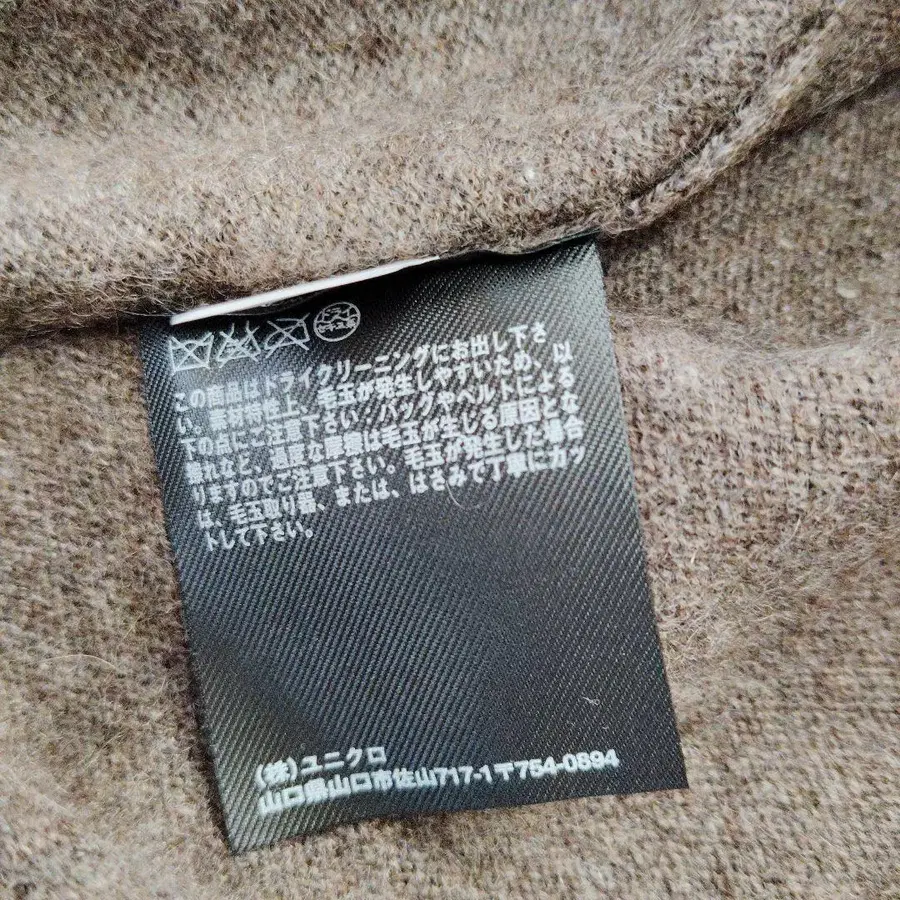 ドライ
セキユ系
この商品はドライクリーニングにお出し下さ
い。素材特性上、毛玉が発生しやすいため、以
下の点にご注意下さい。バッグやベルトによる
擦れなど、過度な摩擦は毛玉が生じる原因とな
りますのでご注意下さい。毛玉が発生した場合
は、毛玉取り器、または、はさみで丁寧にカッ
トして下さい。
(株)ユニクロ
山口県山口市佐山717-1〒754-0894